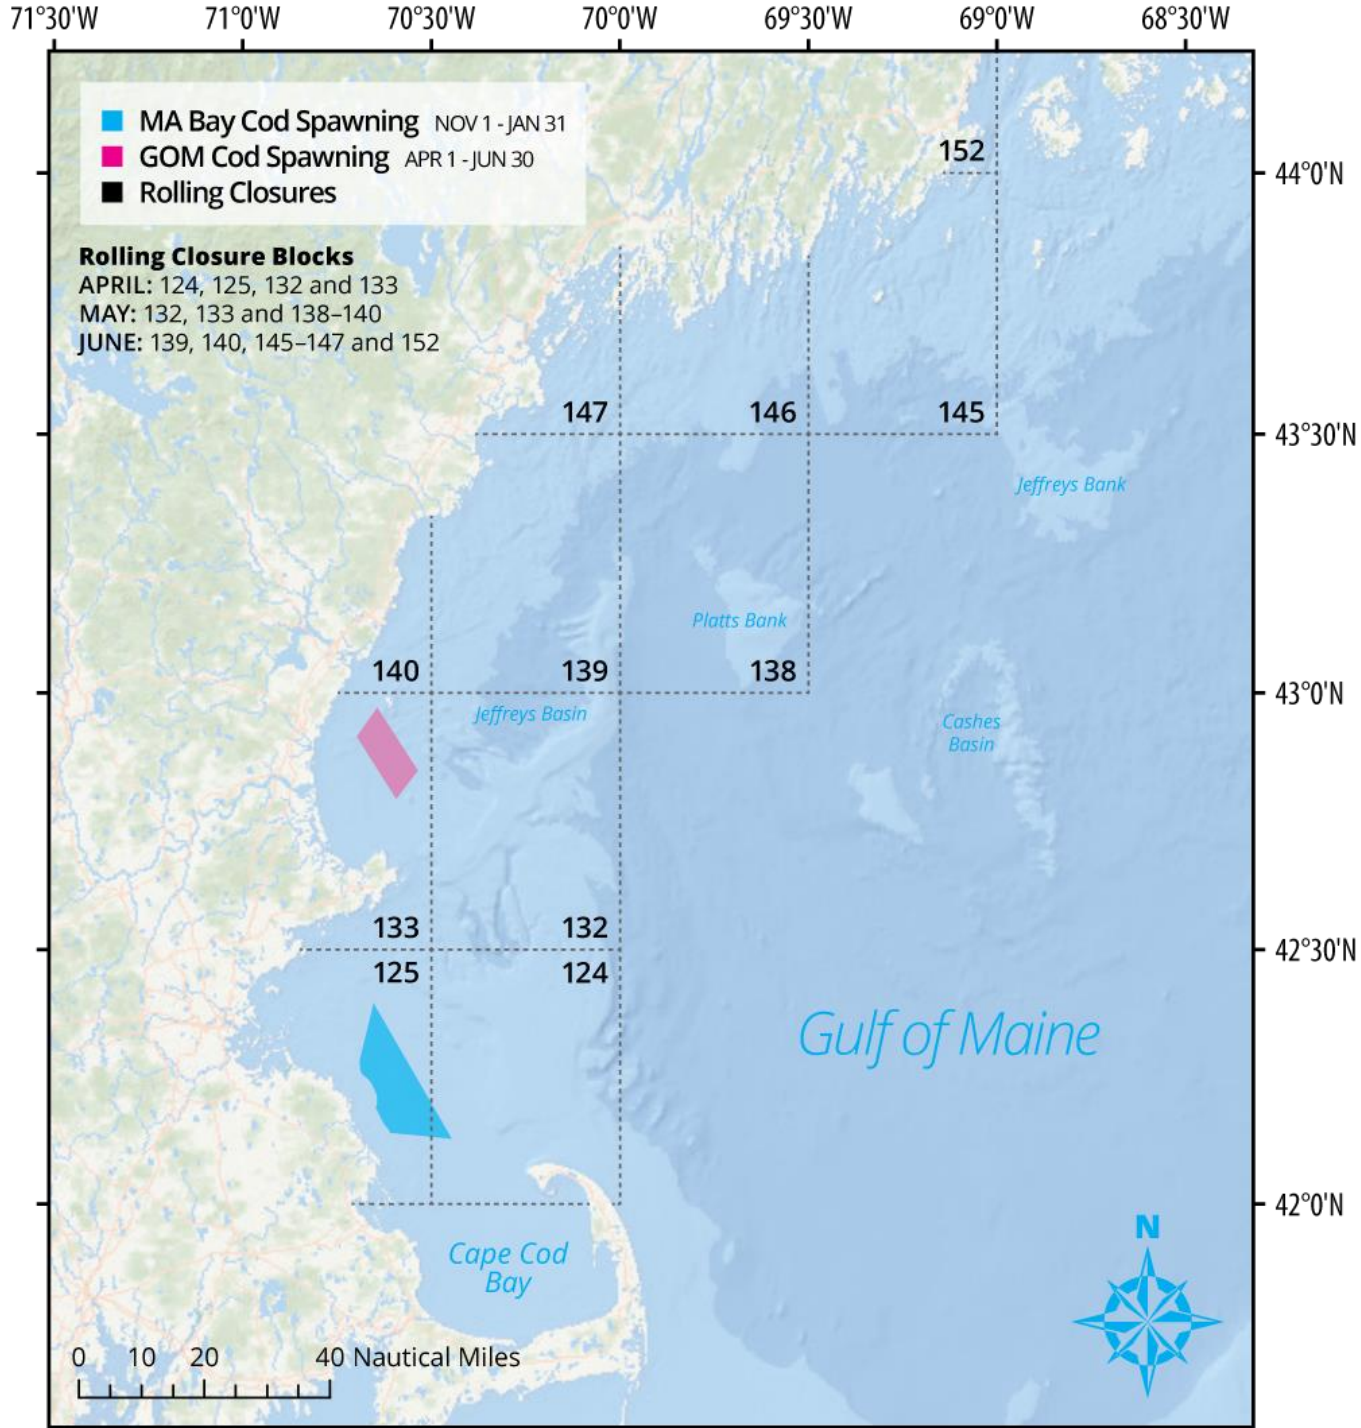 71°30'W 71°0'W 70°30'W 70°0'W 69°30'W 69°0'W 68°30'W
MA Bay Cod Spawning NOV 1 - JAN 31
GOM Cod Spawning APR 1 - JUN 30
Rolling Closures
152
44°0'N
Rolling Closure Blocks
APRIL: 124, 125, 132 and 133
MAY: 132, 133 and 138–140
JUNE: 139, 140, 145–147 and 152
147 146 145
43°30'N
Jeffreys Bank
Platts Bank
140 139 138
43°0'N
Jeffreys Basin
Cashes
Basin
133 132
42°30'N
125 124
Gulf of Maine
42°0'N
N
Cape Cod
Bay
0 10 20 40 Nautical Miles